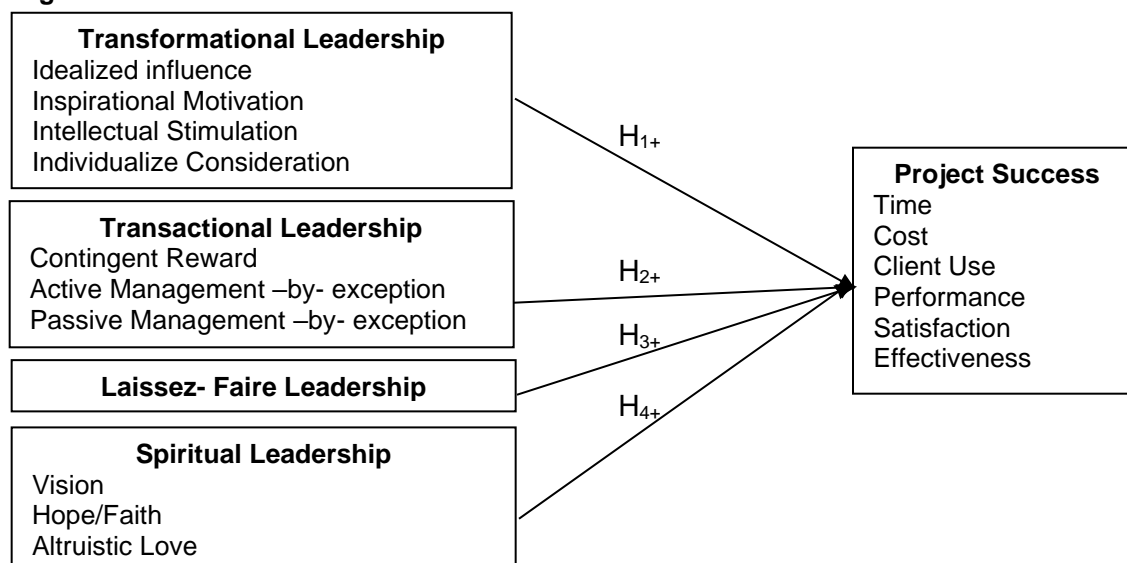 Transformational Leadership
Idealized influence
Inspirational Motivation
Intellectual Stimulation
Individualize Consideration
Transactional Leadership
Contingent Reward
Active Management –by- exception
Passive Management –by- exception
Laissez- Faire Leadership
Spiritual Leadership
Vision
Hope/Faith
Altruistic Love
H1+
H2+
H3+
H4+
Project Success
Time
Cost
Client Use
Performance
Satisfaction
Effectiveness